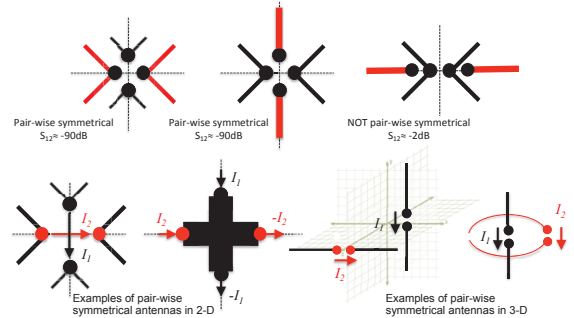 Pair-wise symmetrical
S12≈ -90dB
Pair-wise symmetrical
S12≈ -90dB
NOT pair-wise symmetrical
S12≈ -2dB
I2
I1
I1
I2
-I2
-I1
I1
I2
I1
I2
Examples of pair-wise
symmetrical antennas in 2-D
Examples of pair-wise
symmetrical antennas in 3-D